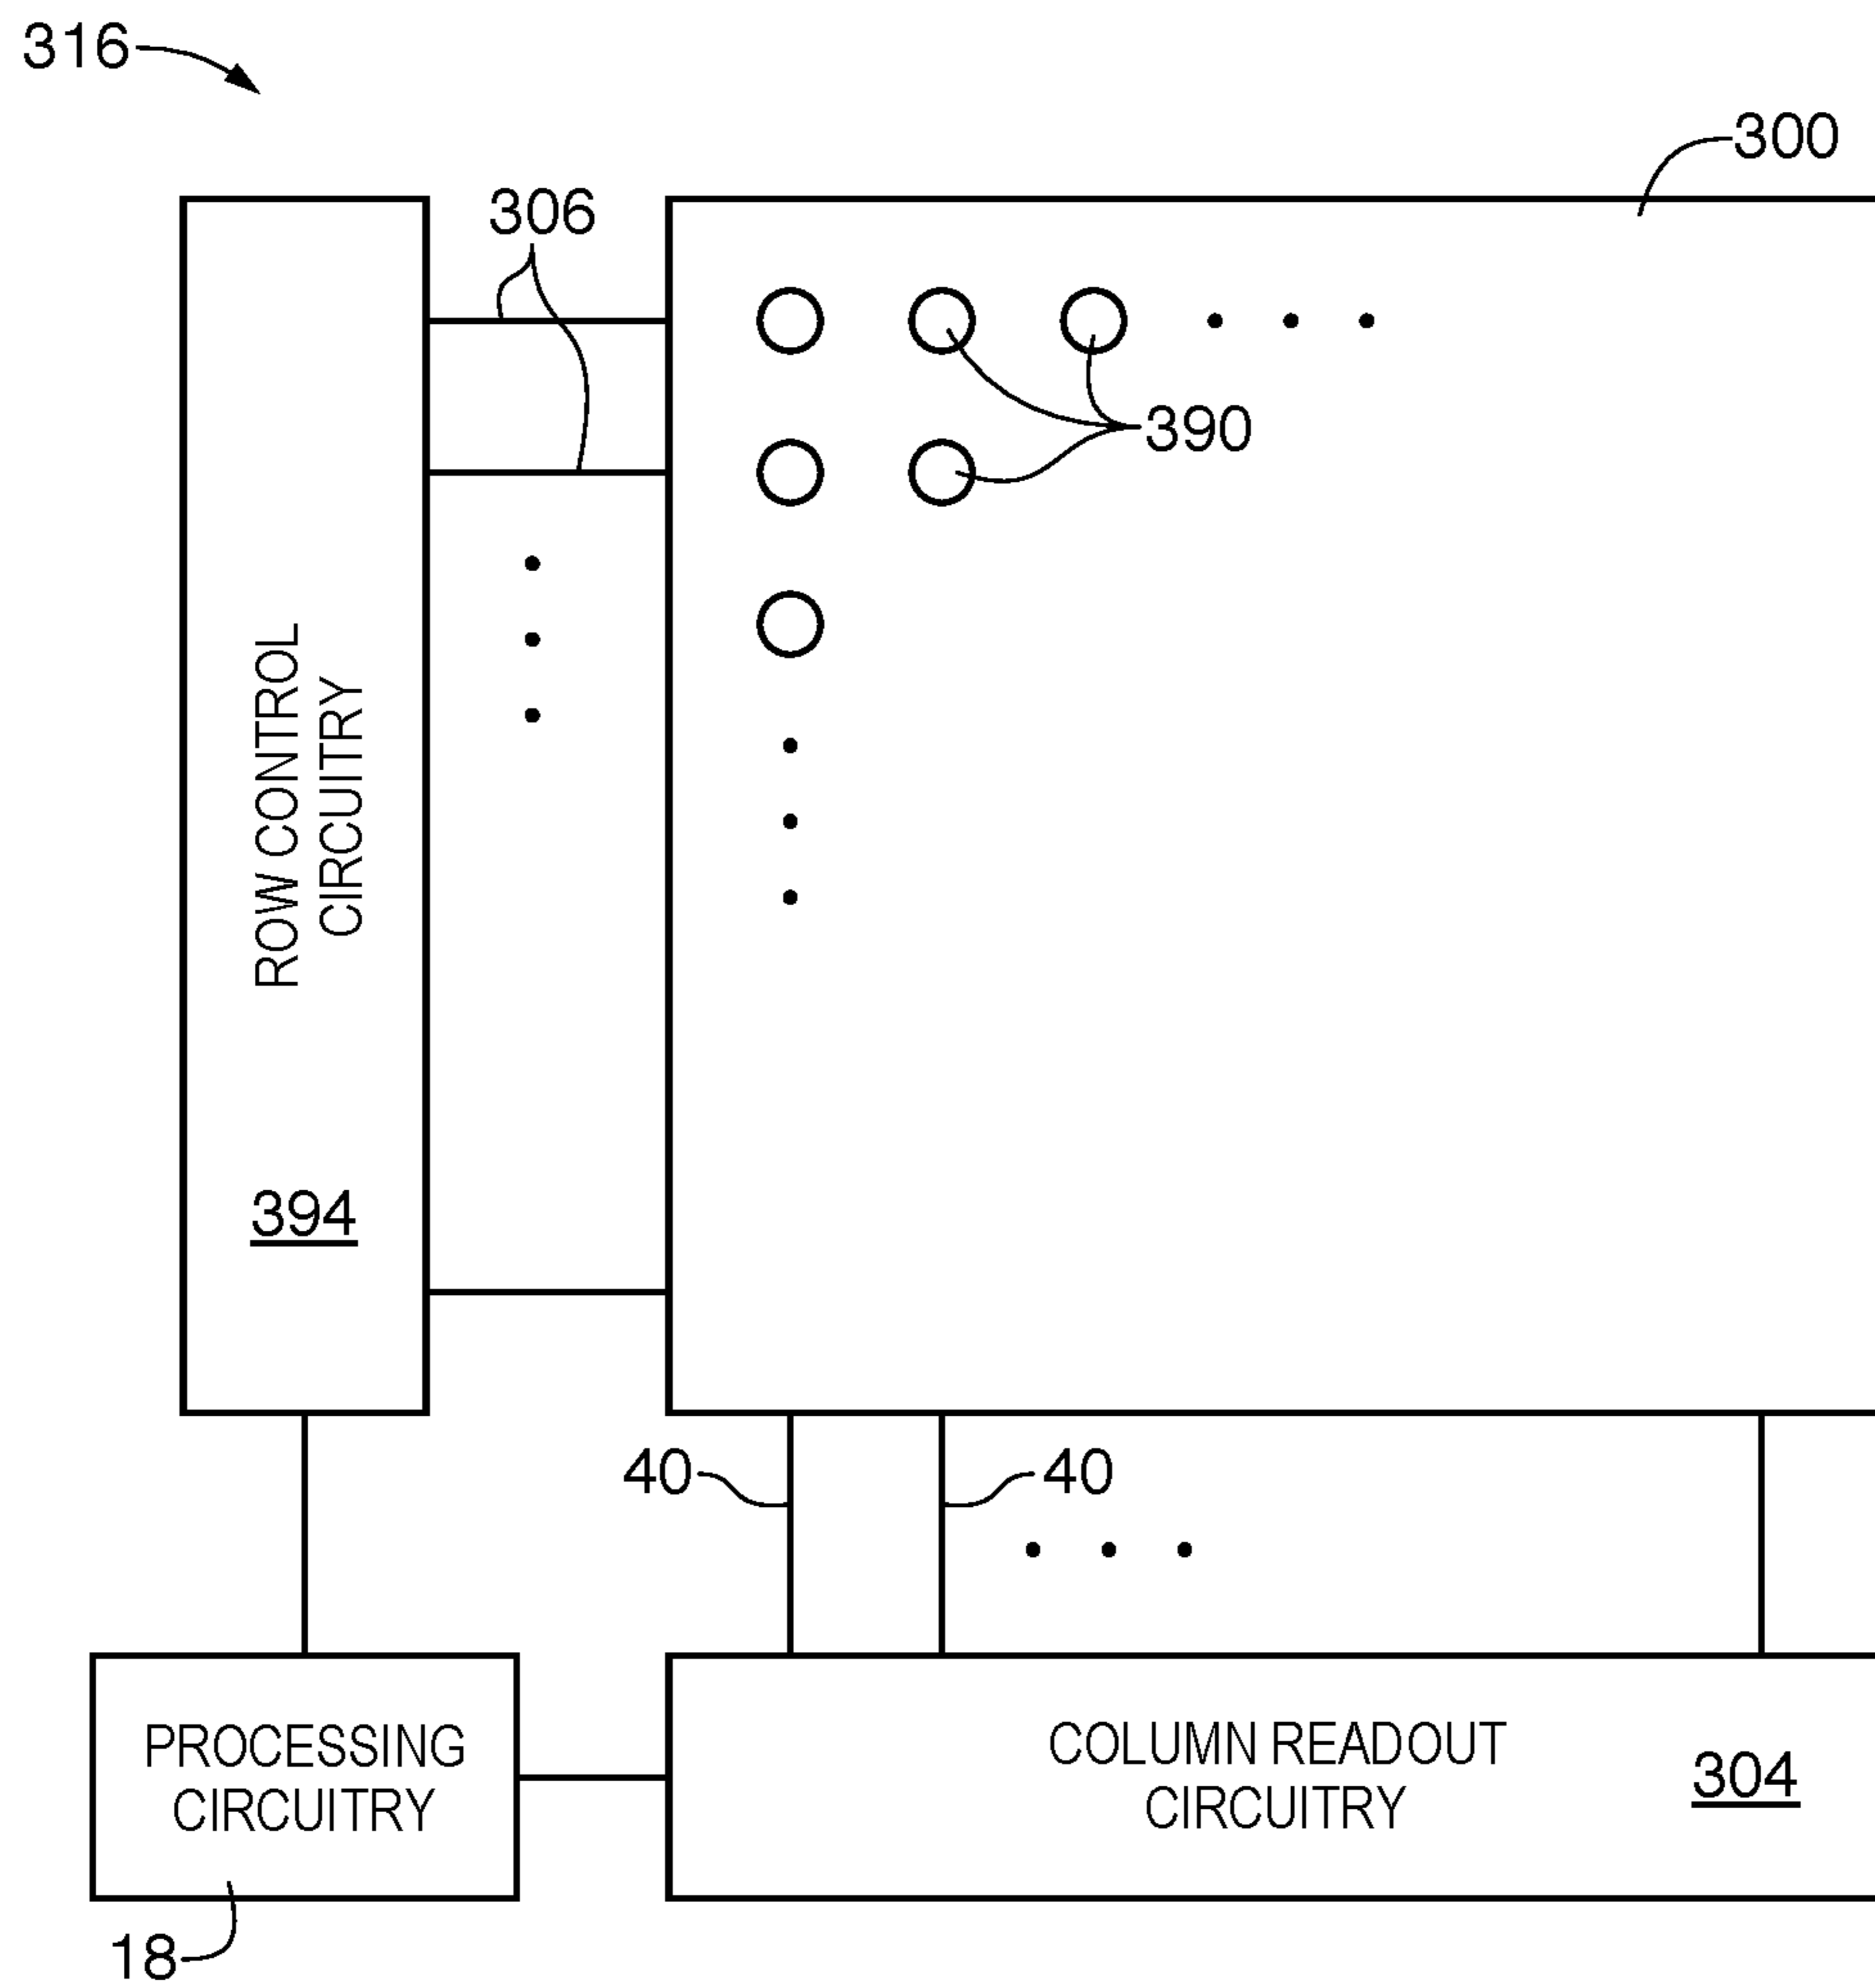 316
300
306
390
ROW CONTROL
CIRCUITRY
394
40
40
PROCESSING
CIRCUITRY
COLUMN READOUT
CIRCUITRY
304
18